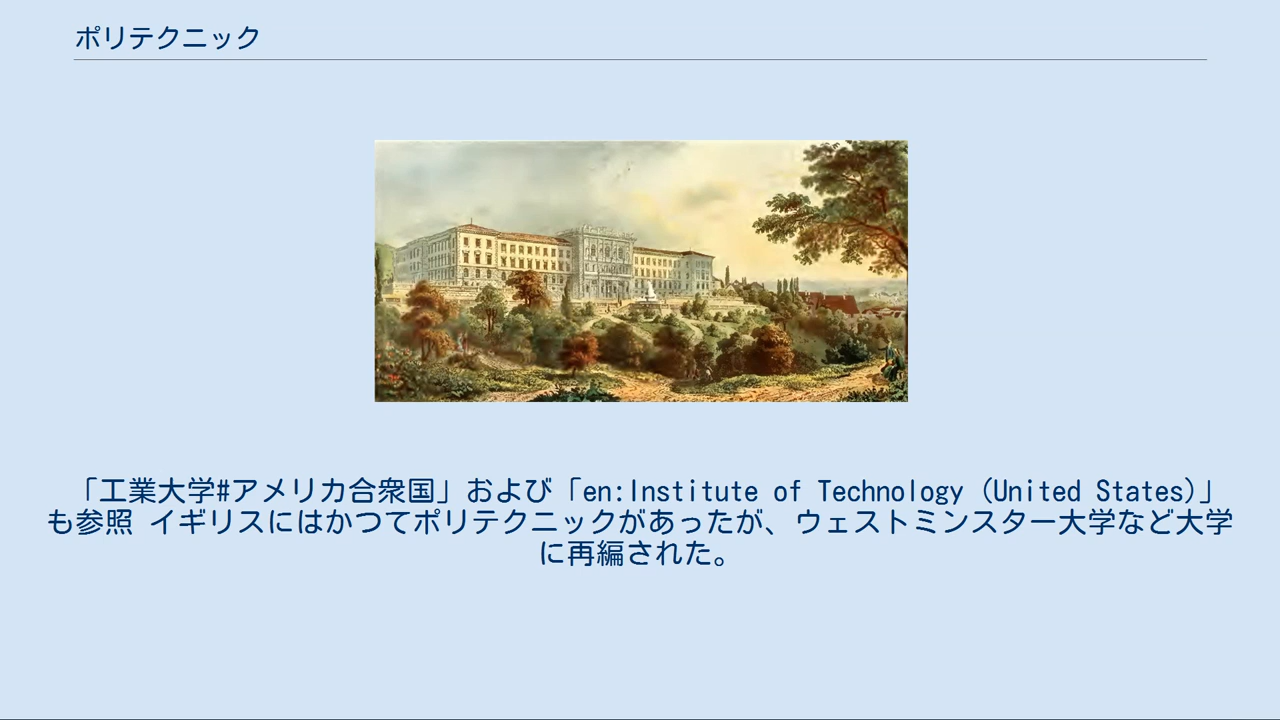 ポリテクニック
「工業大学#アメリカ合衆国」および「en:Institute of Technology (United States)」
も参照 イギリスにはかつてポリテクニックがあったが、ウェストミンスター大学など大学
に再編された。